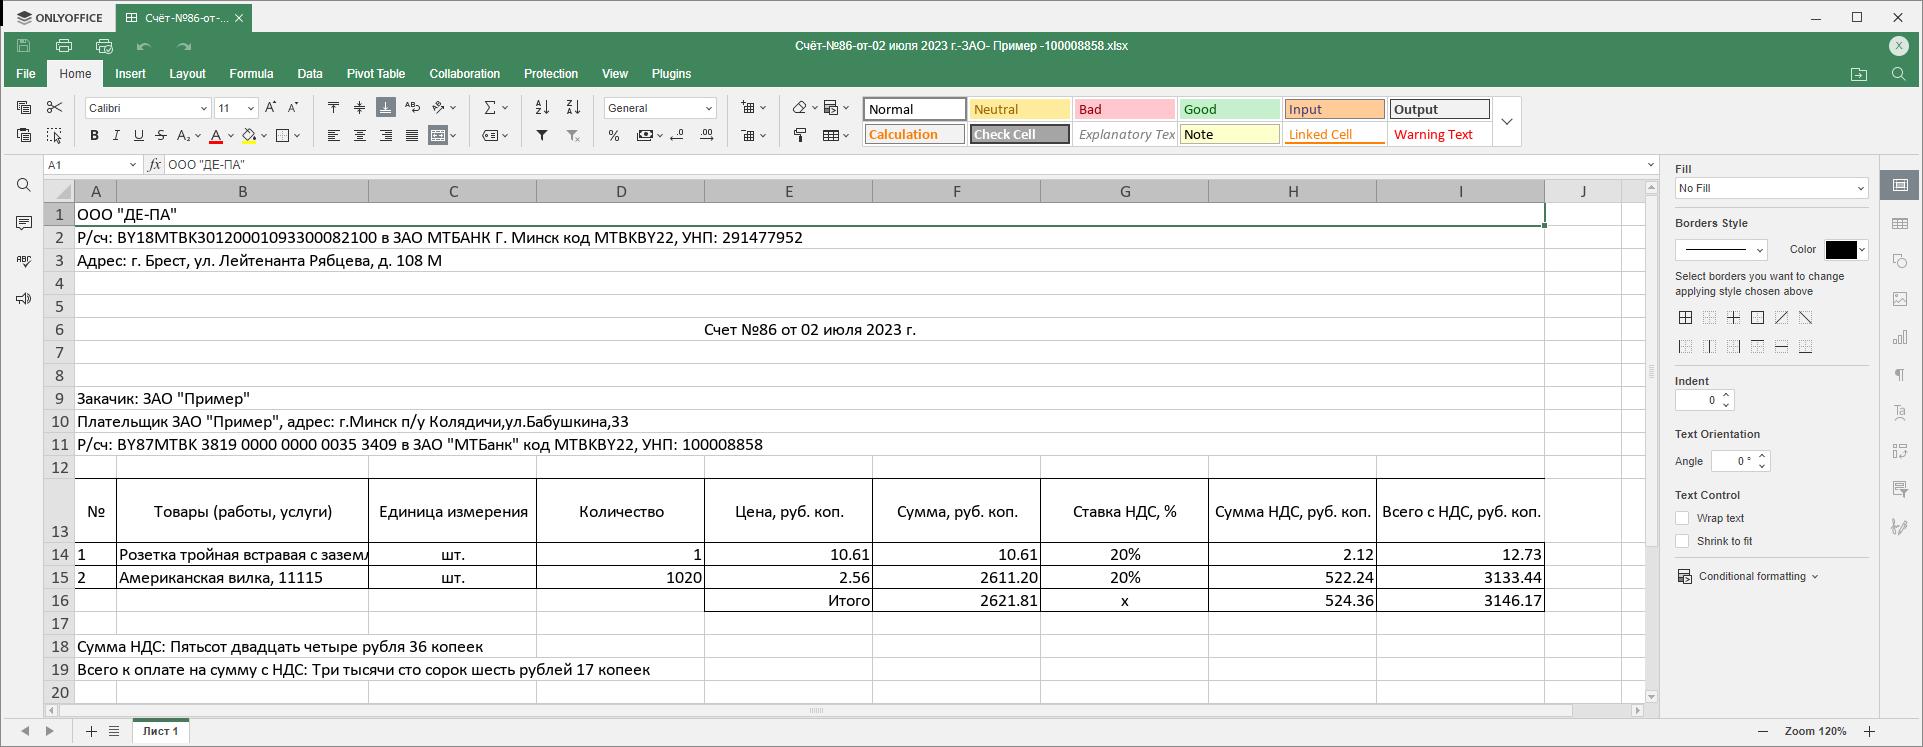 ONLYOFFICE
Счёт-№86-от-...
Счёт-№86-от-02 июля 2023 г.-ЗАО- Пример -100008858.xlsx
X
File Home Insert Layout Formula Data Pivot Table Collaboration Protection View Plugins
Calibri 11 General
Normal Neutral Bad Good Input Output
Calculation Check Cell Explanatory Tex Note Linked Cell Warning Text
A1 fx ООО "ДЕ-ПА"
A B C D E F G H I J
1 ООО "ДЕ-ПА"
2 Р/сч: BY18MTBK30120001093300082100 в ЗАО МТБАНК Г. Минск код MTBKBY22, УНП: 291477952
3 Адрес: г. Брест, ул. Лейтенанта Рябцева, д. 108 М
4
5
6 Счет №86 от 02 июля 2023 г.
7
8
9 Закачик: ЗАО "Пример"
10 Плательщик ЗАО "Пример", адрес: г.Минск п/у Колядичи,ул.Бабушкина,33
11 Р/сч: BY87MTBK 3819 0000 0000 0035 3409 в ЗАО "МТБанк" код MTBKBY22, УНП: 100008858
12
13 № Товары (работы, услуги) Единица измерения Количество Цена, руб. коп. Сумма, руб. коп. Ставка НДС, % Сумма НДС, руб. коп. Всего с НДС, руб. коп.
14 1 Розетка тройная встравая с зазем шт. 1 10.61 10.61 20% 2.12 12.73
15 2 Американская вилка, 11115 шт. 1020 2.56 2611.20 20% 522.24 3133.44
16 Итого 2621.81 х 524.36 3146.17
17
18 Сумма НДС: Пятьсот двадцать четыре рубля 36 копеек
19 Всего к оплате на сумму с НДС: Три тысячи сто сорок шесть рублей 17 копеек
20
Fill
No Fill
Borders Style
Color
Select borders you want to change
applying style chosen above
Indent
0
Text Orientation
Angle 0 °
Text Control
Wrap text
Shrink to fit
Conditional formatting
Лист 1
Zoom 120%